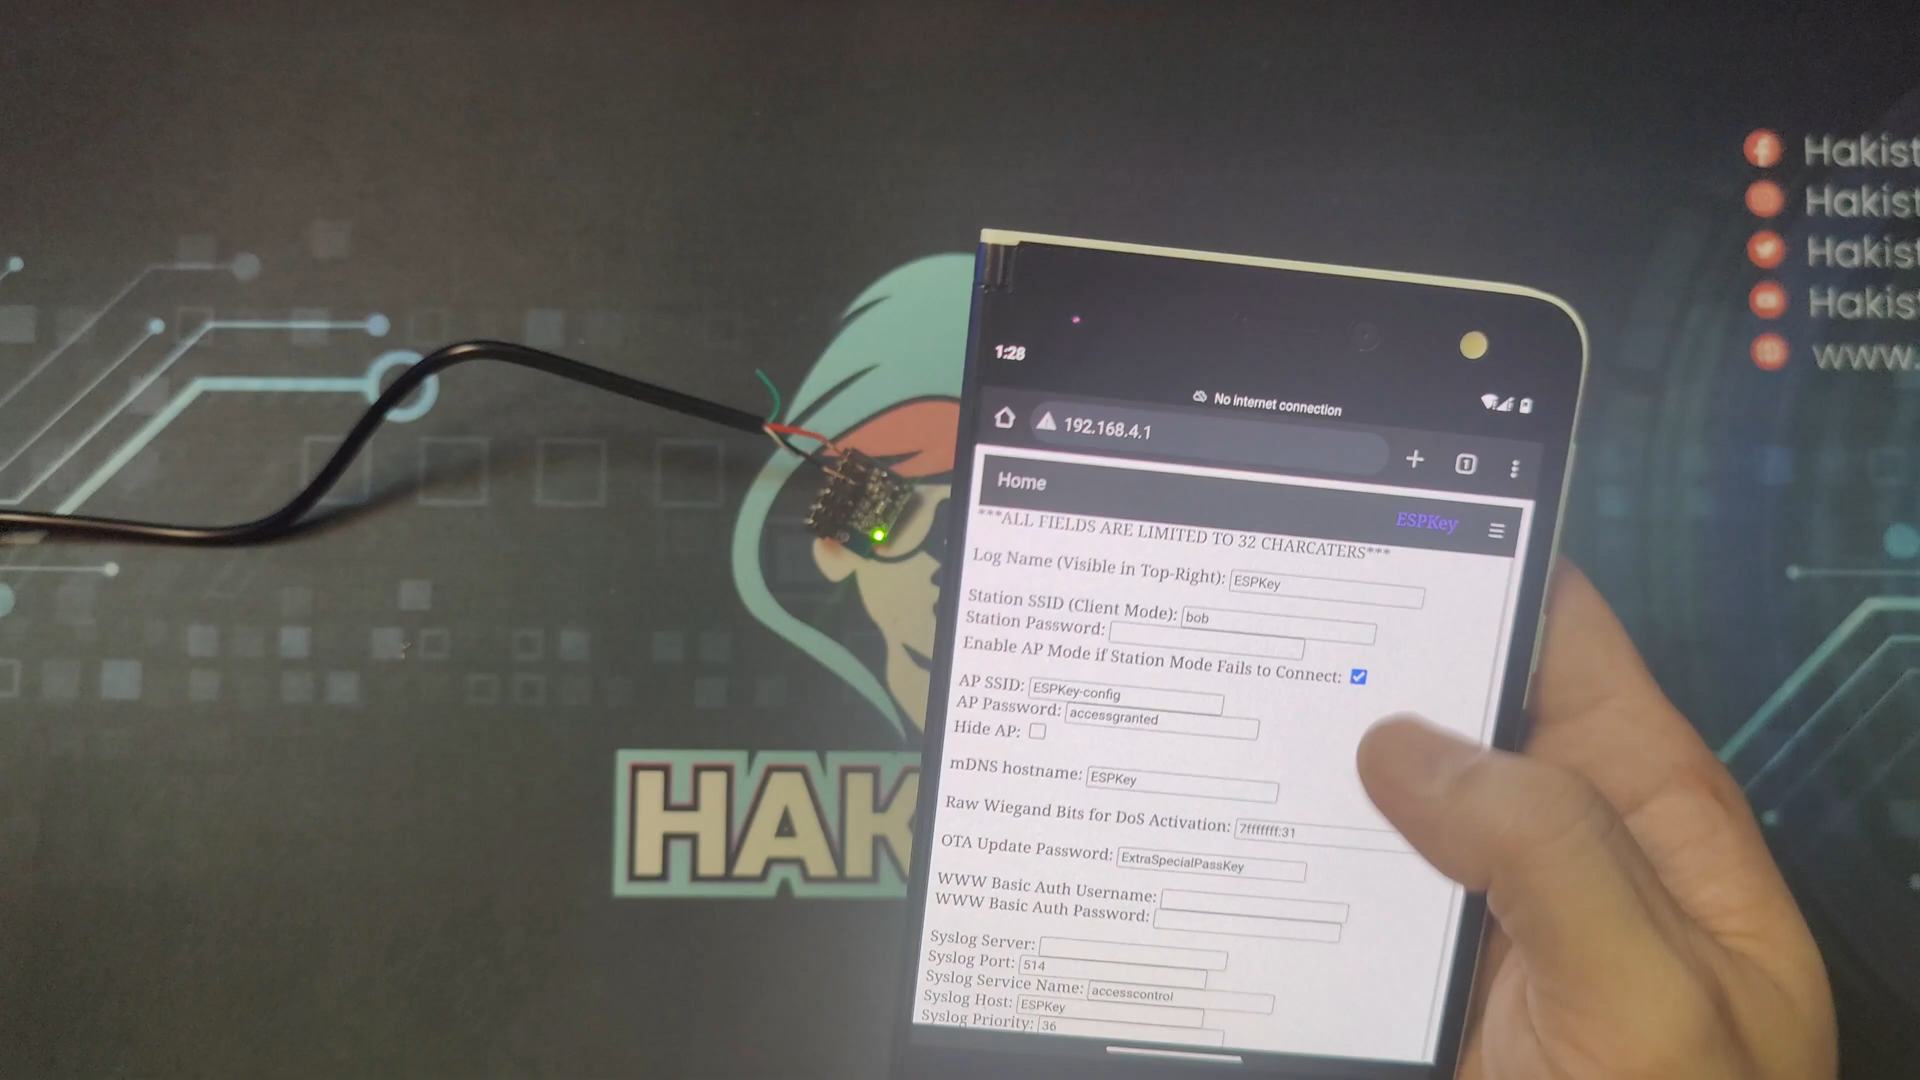 Hakist
Hakist
Hakist
Hakist
www.
1:28
No internet connection
192.168.4.1
1
Home
ESPKey
***ALL FIELDS ARE LIMITED TO 32 CHARCATERS***
Log Name (Visible in Top-Right): ESPKey
Station SSID (Client Mode): bob
Station Password:
Enable AP Mode if Station Mode Fails to Connect:
AP SSID: ESPKey-config
AP Password: accessgranted
Hide AP:
mDNS hostname: ESPKey
Raw Wiegand Bits for DoS Activation: 7fffffff:31
OTA Update Password: ExtraSpecialPassKey
WWW Basic Auth Username:
WWW Basic Auth Password:
Syslog Server:
Syslog Port: 514
Syslog Service Name: accesscontrol
Syslog Host: ESPKey
Syslog Priority: 36
HAK